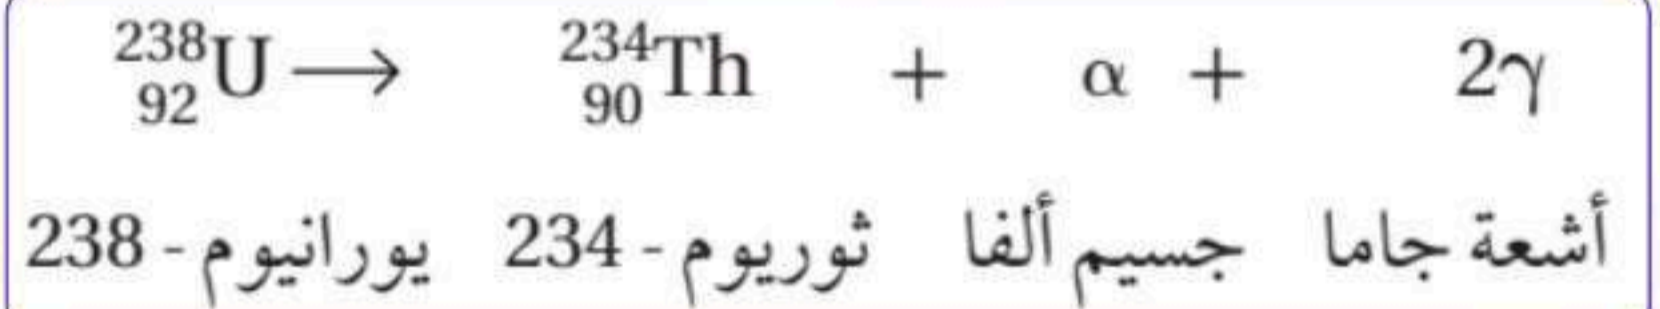 ²³⁸₉₂U ⟶ ²³⁴₉₀Th + α + 2γ
يورانيوم - 238 ثوريوم - 234 جسيم ألفا أشعة جاما